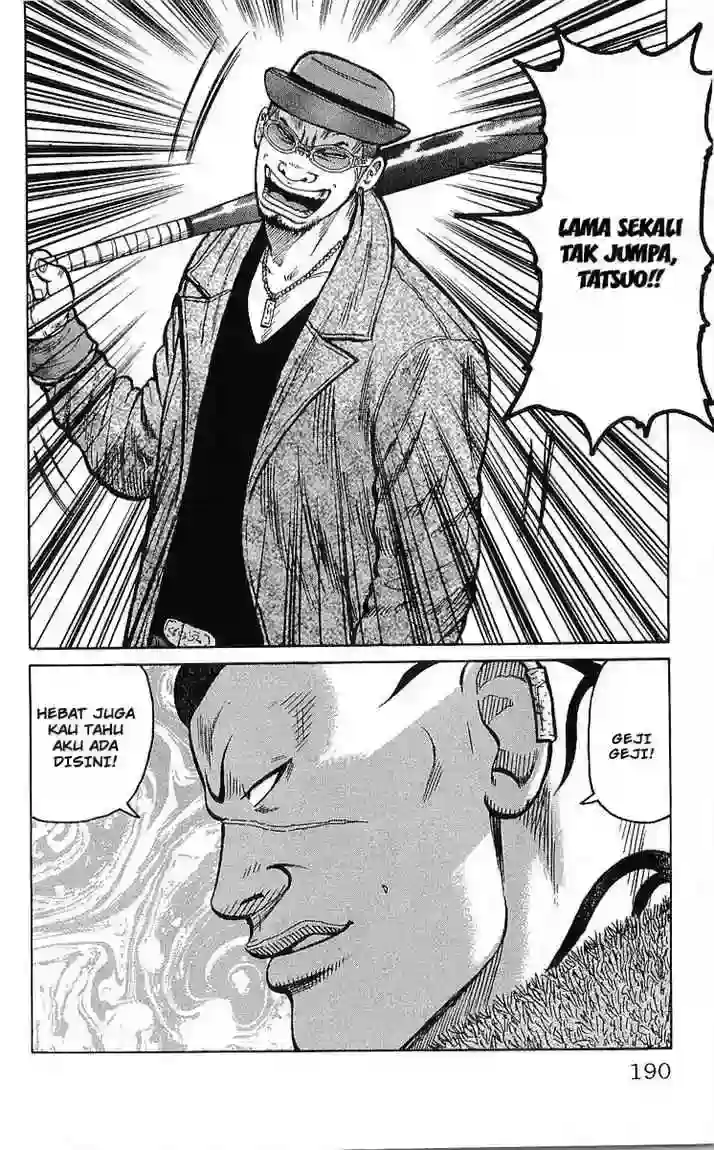 LAMA SEKALI
TAK JUMPA,
TATSUO!!
GEJI
GEJI!
HEBAT JUGA
KAU TAHU
AKU ADA
DISINI!
190